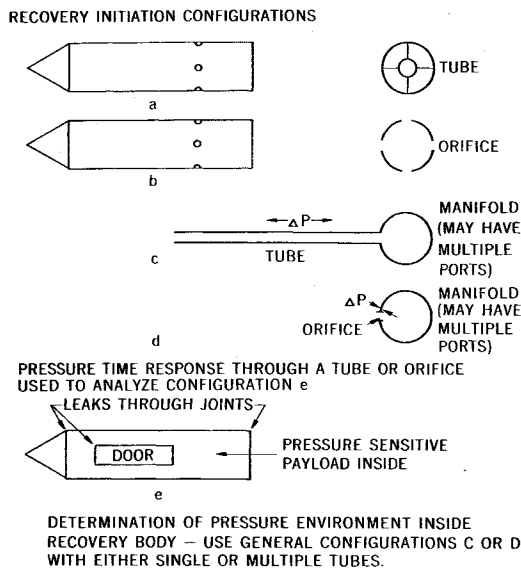 RECOVERY INITIATION CONFIGURATIONS
TUBE
a
ORIFICE
b
ΔP
MANIFOLD
(MAY HAVE
MULTIPLE
PORTS)
TUBE
c
MANIFOLD
(MAY HAVE
MULTIPLE
PORTS)
ΔP
ORIFICE
d
PRESSURE TIME RESPONSE THROUGH A TUBE OR ORIFICE
USED TO ANALYZE CONFIGURATION e
LEAKS THROUGH JOINTS
DOOR
PRESSURE SENSITIVE
PAYLOAD INSIDE
e
DETERMINATION OF PRESSURE ENVIRONMENT INSIDE
RECOVERY BODY — USE GENERAL CONFIGURATIONS C OR D
WITH EITHER SINGLE OR MULTIPLE TUBES.